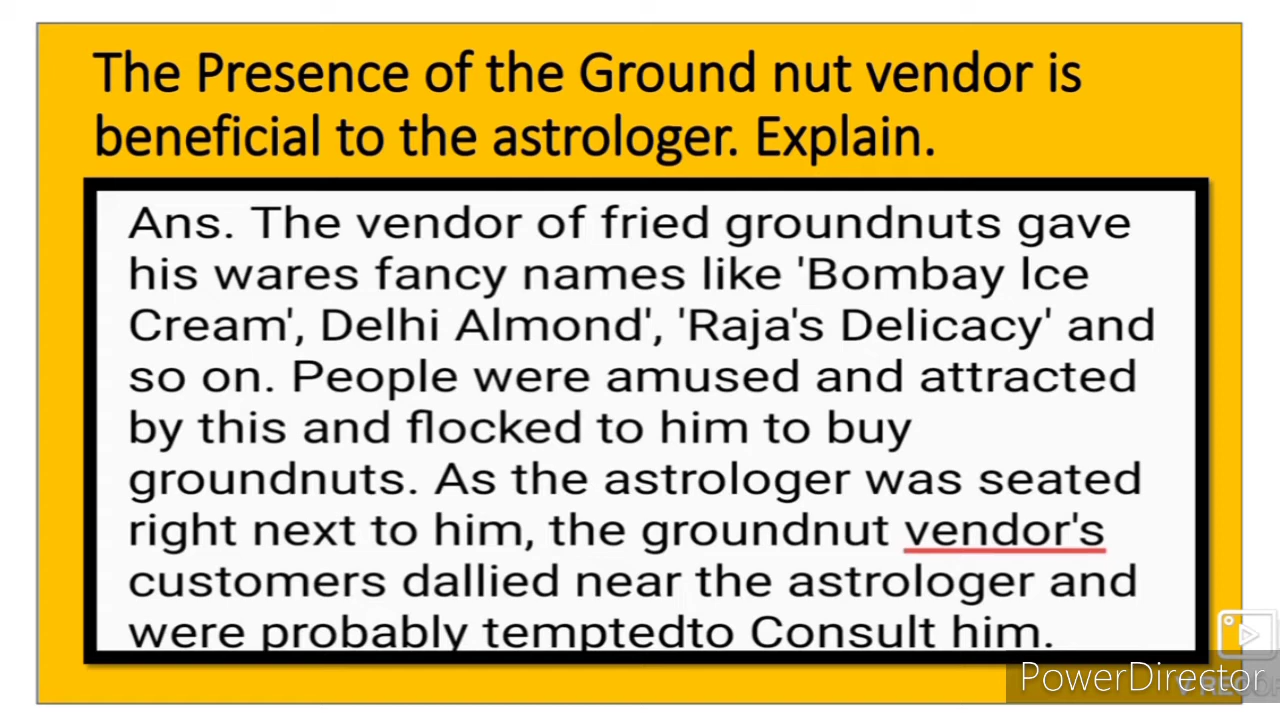 The Presence of the Ground nut vendor is
beneficial to the astrologer. Explain.
Ans. The vendor of fried groundnuts gave
his wares fancy names like 'Bombay Ice
Cream', Delhi Almond', 'Raja's Delicacy' and
so on. People were amused and attracted
by this and flocked to him to buy
groundnuts. As the astrologer was seated
right next to him, the groundnut vendor's
customers dallied near the astrologer and
were probably temptedto Consult him.
PowerDirector